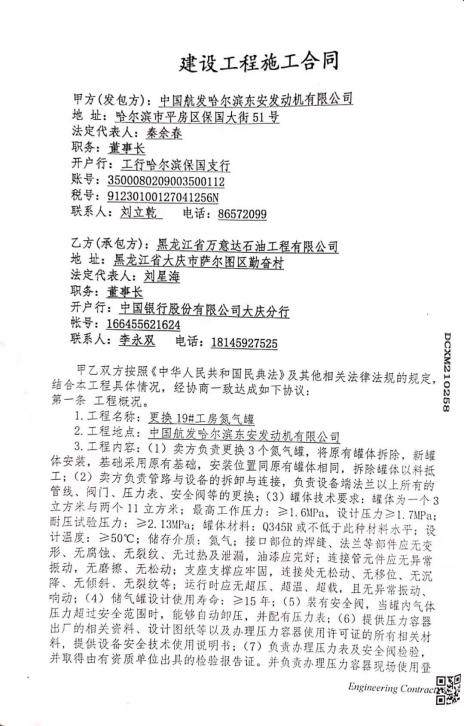 建设工程施工合同
甲方(发包方)：中国航发哈尔滨东安发动机有限公司
地 址：哈尔滨市平房区保国大街 51 号
法定代表人：秦余春
职务：董事长
开户行：工行哈尔滨保国支行
账号：3500080209003500112
税号：91230100127041256N
联系人：刘立乾 电话：86572099
乙方(承包方)：黑龙江省万意达石油工程有限公司
地 址：黑龙江省大庆市萨尔图区勤奋村
法定代表人：刘星海
职务：董事长
开户行：中国银行股份有限公司大庆分行
帐号：166455621624
联系人：李永双 电话：18145927525
甲乙双方按照《中华人民共和国民典法》及其他相关法律法规的规定，
结合本工程具体情况，经协商一致达成如下协议：
第一条 工程概况。
1.工程名称：更换 19#工房氮气罐
2.工程地点：中国航发哈尔滨东安发动机有限公司
3.工程内容：(1) 卖方负责更换 3 个氮气罐，将原有罐体拆除，新罐
体安装，基础采用原有基础，安装位置同原有罐体相同，拆除罐体以料抵
工；(2) 卖方负责管路与设备的拆卸与连接，负责设备端法兰以上所有的
管线、阀门、压力表、安全阀等的更换；(3) 罐体技术要求：罐体为一个 3
立方米与两个 11 立方米；最高工作压力：≥1.6MPa，设计压力≥1.7MPa；
耐压试验压力：≥2.13MPa；罐体材料：Q345R 或不低于此种材料水平；设
计温度：≥50℃；储存介质：氮气；接口部位的焊缝、法兰等部件应无变
形、无腐蚀、无裂纹、无过热及泄漏，油漆应完好；连接管元件应无异常
振动，无磨擦、无松动；支座支撑应牢固，连接处无松动、无移位、无沉
降、无倾斜、无裂纹等；运行时应无超压、超温、超载，且无异常振动、
响动；(4) 储气罐设计使用寿命：≥15 年；(5) 装有安全阀，当罐内气体
压力超过安全范围时，能够自动卸压，并配有压力表；(6) 提供压力容器
出厂的相关资料、设计图纸等以及办理压力容器使用许可证的所有相关材
料，提供设备安全技术使用说明书；(7) 负责办理压力表及安全阀检验，
并取得由有资质单位出具的检验报告证。并负责办理压力容器现场使用登
DCXM210258
Engineering Contrac